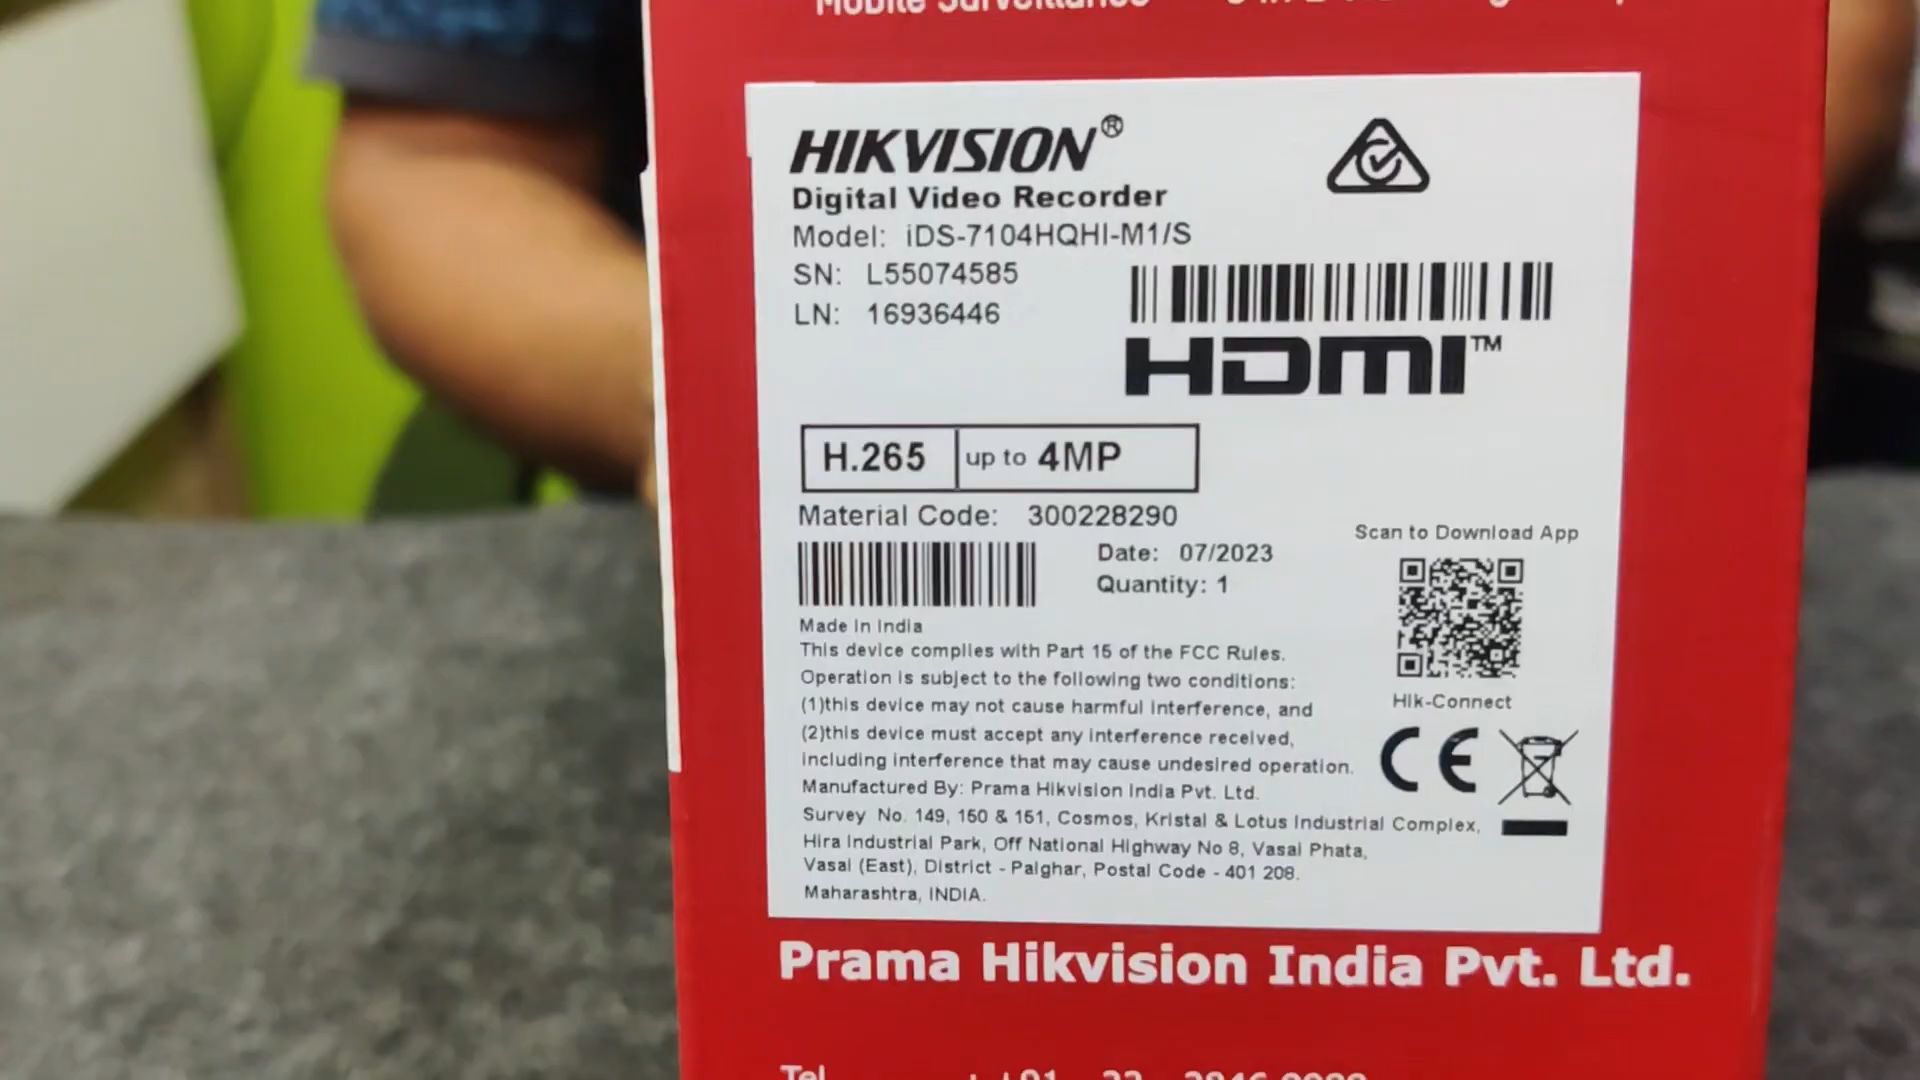 Mobile Surveillance
HIKVISION®
Digital Video Recorder
Model: iDS-7104HQHI-M1/S
SN: L55074585
LN: 16936446
HDMI™
H.265 up to 4MP
Material Code: 300228290
Date: 07/2023
Quantity: 1
Scan to Download App
Hik-Connect
Made in India
This device complies with Part 15 of the FCC Rules.
Operation is subject to the following two conditions:
(1)this device may not cause harmful interference, and
(2)this device must accept any interference received,
including interference that may cause undesired operation.
CE
Manufactured By: Prama Hikvision India Pvt. Ltd.
Survey No. 149, 150 & 151, Cosmos, Kristal & Lotus Industrial Complex,
Hira Industrial Park, Off National Highway No 8, Vasai Phata,
Vasai (East), District - Palghar, Postal Code - 401 208.
Maharashtra, INDIA.
Prama Hikvision India Pvt. Ltd.
Tel